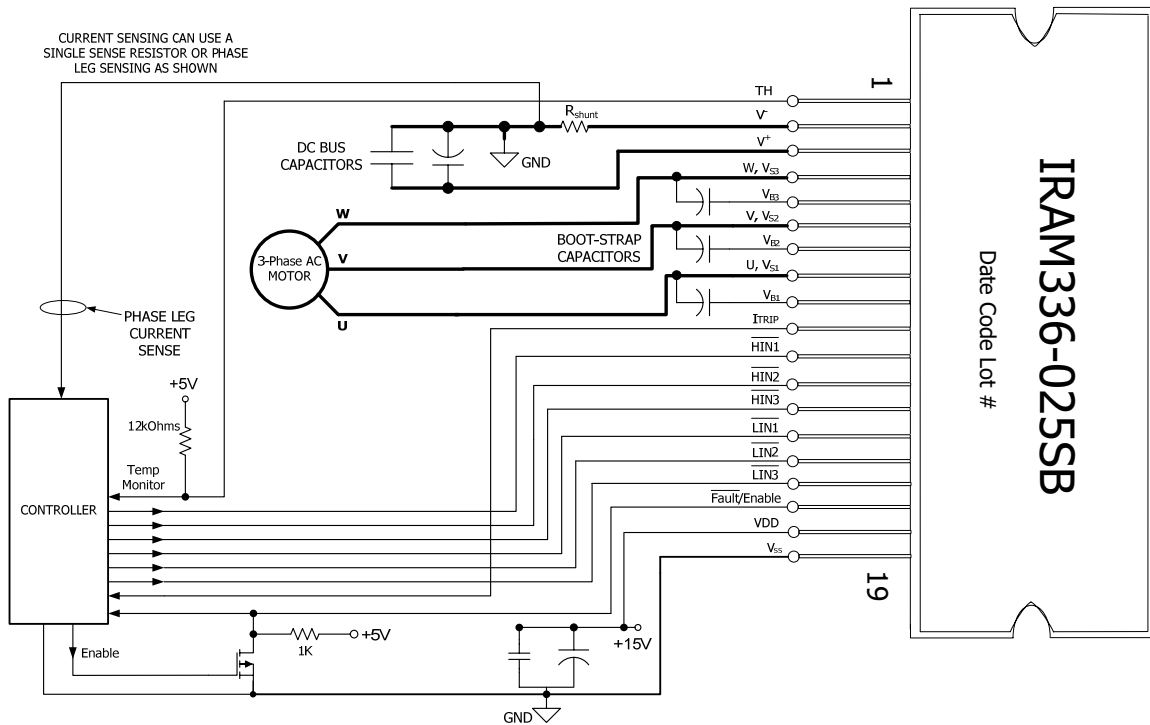 CURRENT SENSING CAN USE A
SINGLE SENSE RESISTOR OR PHASE
LEG SENSING AS SHOWN
DC BUS
CAPACITORS
Rshunt
GND
3-Phase AC
MOTOR
W
V
U
BOOT-STRAP
CAPACITORS
PHASE LEG
CURRENT
SENSE
+5V
12kOhms
Temp
Monitor
CONTROLLER
Enable
1K
+5V
+15V
GND
TH
V-
V+
W, VS3
VB3
V, VS2
VB2
U, VS1
VB1
ITRIP
HIN1
HIN2
HIN3
LIN1
LIN2
LIN3
Fault/Enable
VDD
Vss
1
19
IRAM336-025SB
Date Code Lot #